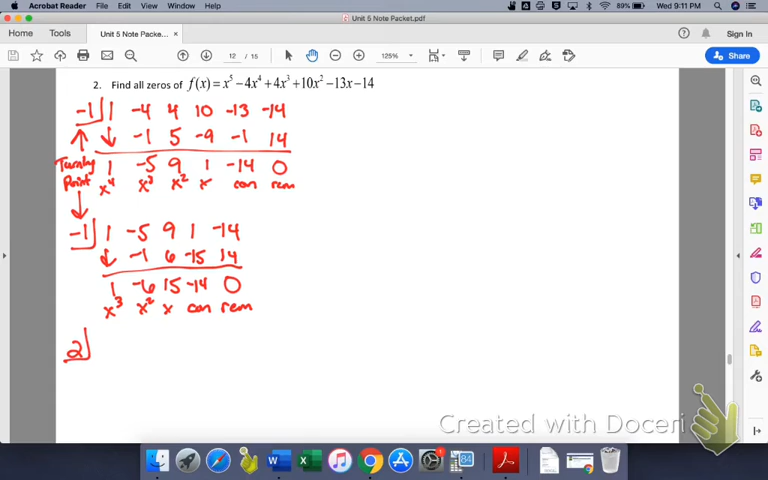 Acrobat Reader File Edit View Window Help 89% Wed 9:11 PM
Unit 5 Note Packet.pdf
Home Tools Unit 5 Note Packe... × Sign In
12 / 15 125% Share
2. Find all zeros of f(x) = x⁵ − 4x⁴ + 4x³ + 10x² − 13x − 14
-1 | 1 -4 4 10 -13 -14
↓ -1 5 -9 -1 14
Turning Point 1 -5 9 1 -14 0
x⁴ x³ x² x con rem
-1 | 1 -5 9 1 -14
↓ -1 6 -15 14
1 -6 15 -14 0
x³ x² x con rem
2 |
Created with Doceri
84